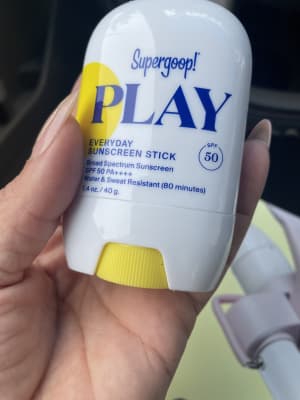 Supergoop!
PLAY
EVERYDAY
SUNSCREEN STICK
Broad Spectrum Sunscreen
SPF 50 PA++++
Water & Sweat Resistant (80 minutes)
1.4 oz. / 40 g.
SPF
50